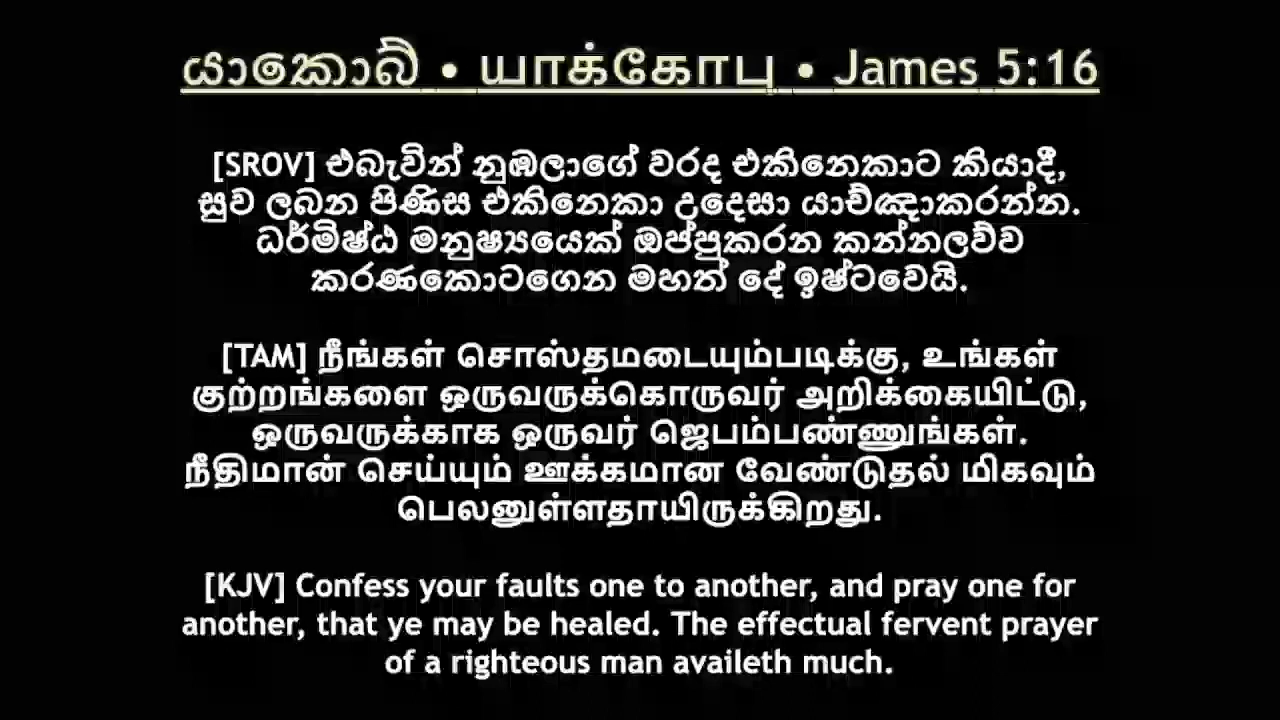 යාකොබ් • யாக்கோபு • James 5:16
[SROV] එබැවින් නුඹලාගේ වරද එකිනෙකාට කියාදී,
සුව ලබන පිණිස එකිනෙකා උදෙසා යාච්ඤාකරන්න.
ධර්මිෂ්ඨ මනුෂ්‍යයෙක් ඔප්පුකරන කන්නලව්ව
කරණකොටගෙන මහත් දේ ඉෂ්ටවෙයි.
[TAM] நீங்கள் சொஸ்தமடையும்படிக்கு, உங்கள்
குற்றங்களை ஒருவருக்கொருவர் அறிக்கையிட்டு,
ஒருவருக்காக ஒருவர் ஜெபம்பண்ணுங்கள்.
நீதிமான் செய்யும் ஊக்கமான வேண்டுதல் மிகவும்
பெலனுள்ளதாயிருக்கிறது.
[KJV] Confess your faults one to another, and pray one for
another, that ye may be healed. The effectual fervent prayer
of a righteous man availeth much.